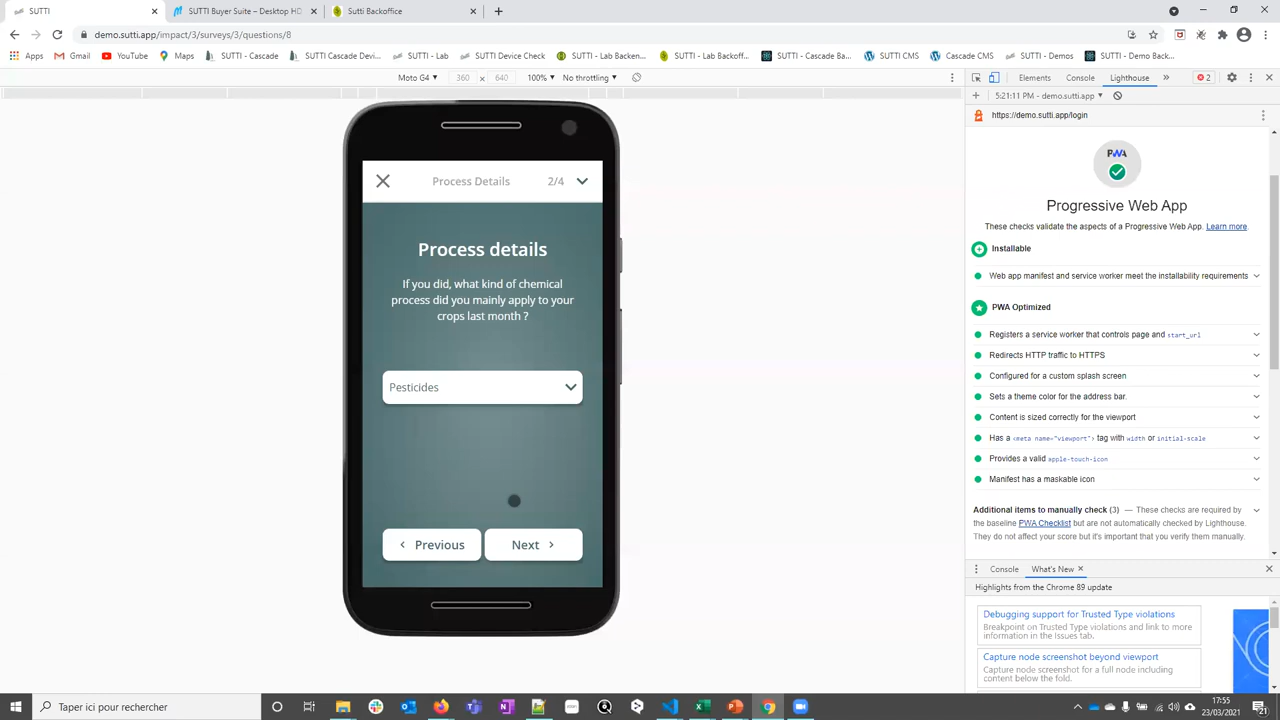 SUTTI
SUTTI Buyer Suite – Desktop HD
Sutti Backoffice
demo.sutti.app/impact/3/surveys/3/questions/8
Apps
Gmail
YouTube
Maps
SUTTI - Cascade
SUTTI - Cascade Devi...
SUTTI - Lab
SUTTI Device Check
SUTTI - Lab Backen...
SUTTI - Lab Backoff...
SUTTI - Cascade Ba...
SUTTI CMS
Cascade CMS
SUTTI - Demos
SUTTI - Demo Back...
Moto G4 ▾ 360 × 640 100% ▾ No throttling ▾
Elements Console Lighthouse » 2
5:21:11 PM - demo.sutti.app
https://demo.sutti.app/login
PWA
Progressive Web App
These checks validate the aspects of a Progressive Web App. Learn more.
Installable
Web app manifest and service worker meet the installability requirements
PWA Optimized
Registers a service worker that controls page and start_url
Redirects HTTP traffic to HTTPS
Configured for a custom splash screen
Sets a theme color for the address bar.
Content is sized correctly for the viewport
Has a <meta name="viewport"> tag with width or initial-scale
Provides a valid apple-touch-icon
Manifest has a maskable icon
Additional items to manually check (3) — These checks are required by
the baseline PWA Checklist but are not automatically checked by Lighthouse.
They do not affect your score but it's important that you verify them manually.
Console What's New
Highlights from the Chrome 89 update
Debugging support for Trusted Type violations
Breakpoint on Trusted Type violations and link to more
information in the Issues tab.
Capture node screenshot beyond viewport
Capture node screenshot for a full node including
content below the fold.
Process Details 2/4
Process details
If you did, what kind of chemical
process did you mainly apply to your
crops last month ?
Pesticides
Previous
Next
Taper ici pour rechercher
17:55
23/03/2021
21